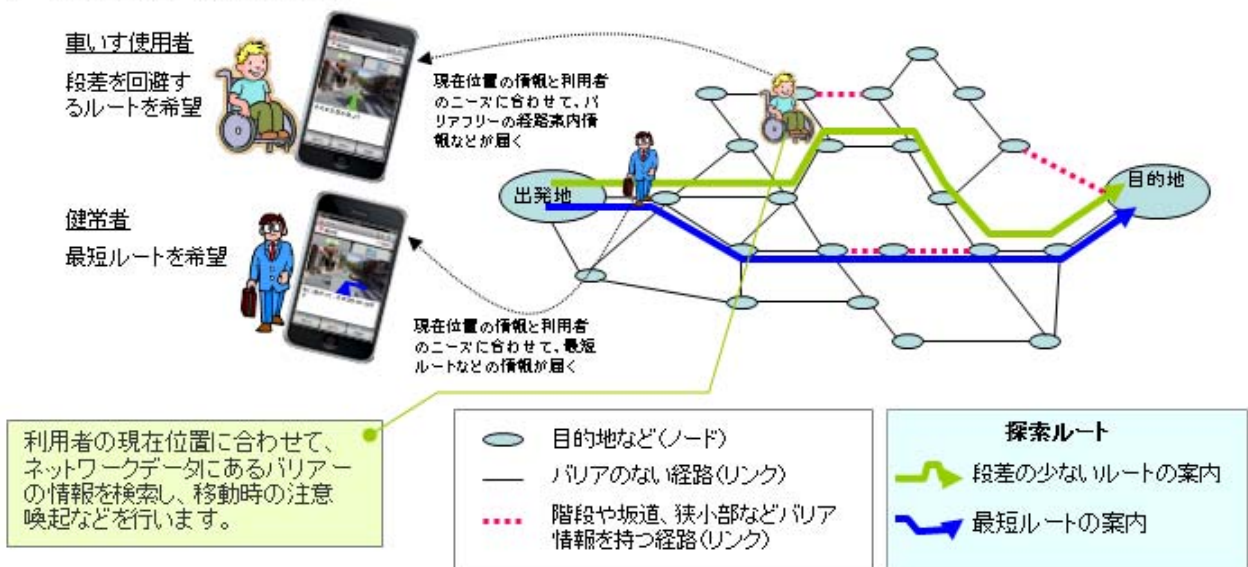 車いす使用者
段差を回避す
るルートを希望
現在位置の情報と利用者
のニーズに合わせて、バ
リアフリーの経路案内情
報などが届く
健常者
最短ルートを希望
現在位置の情報と利用者
のニーズに合わせて、最短
ルートなどの情報が届く
出発地
目的地
利用者の現在位置に合わせて、
ネットワークデータにあるバリアー
の情報を検索し、移動時の注意
喚起などを行います。
目的地など(ノード)
バリアのない経路(リンク)
階段や坂道、狭小部などバリア
情報を持つ経路(リンク)
探索ルート
段差の少ないルートの案内
最短ルートの案内